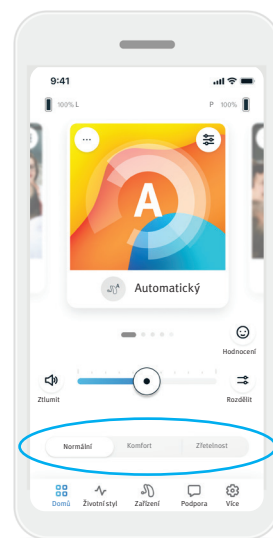 9:41
100% L P 100%
A
Automatický
Hodnocení
Ztlumit Rozdělit
Normální Komfort Zřetelnost
Domů Životní styl Zařízení Podpora Více